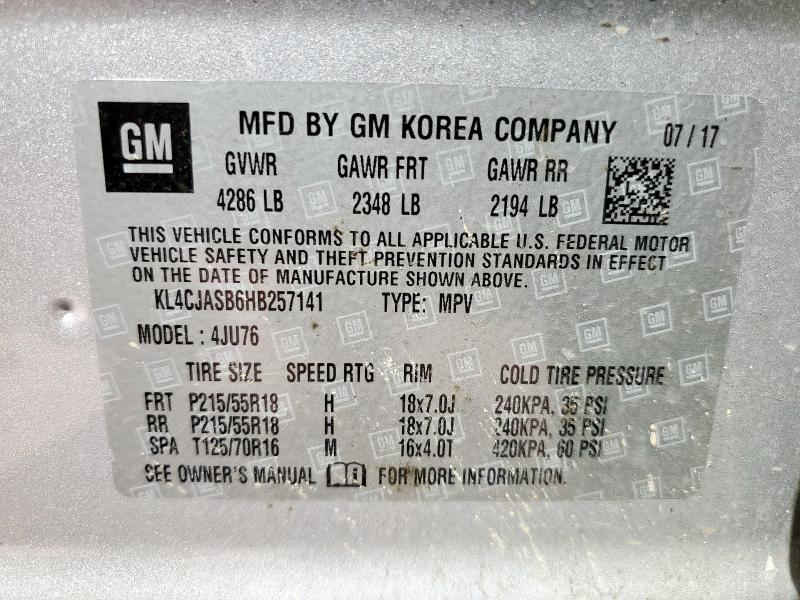 GM MFD BY GM KOREA COMPANY 07/17
GVWR GAWR FRT GAWR RR
4286 LB 2348 LB 2194 LB
THIS VEHICLE CONFORMS TO ALL APPLICABLE U.S. FEDERAL MOTOR
VEHICLE SAFETY AND THEFT PREVENTION STANDARDS IN EFFECT
ON THE DATE OF MANUFACTURE SHOWN ABOVE.
KL4CJASB6HB257141 TYPE: MPV
MODEL : 4JU76
TIRE SIZE SPEED RTG RIM COLD TIRE PRESSURE
FRT P215/55R18 H 18x7.0J 240KPA, 35 PSI
RR P215/55R18 H 18x7.0J 240KPA, 35 PSI
SPA T125/70R16 M 16x4.0T 420KPA, 60 PSI
SEE OWNER'S MANUAL FOR MORE INFORMATION.